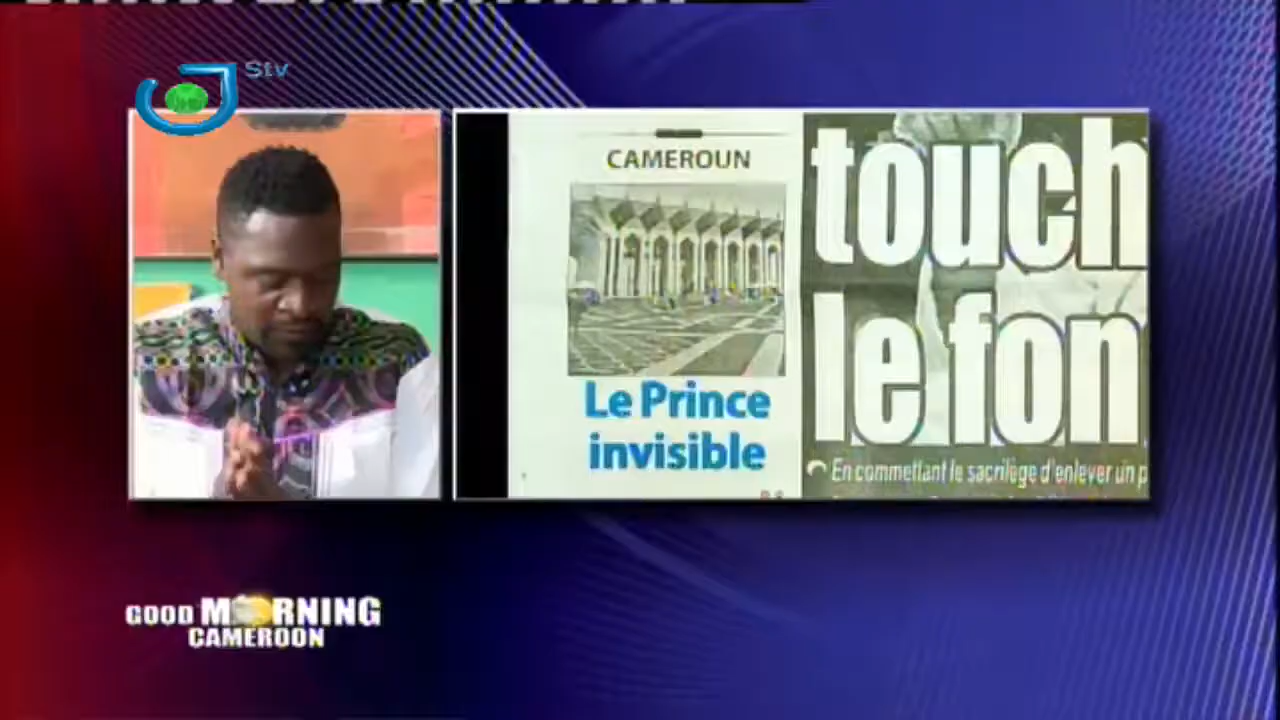 Stv
CAMEROUN
Le Prince
invisible
touch
le fon
En commettant le sacrilège d'enlever un p
GOOD MORNING
CAMEROON